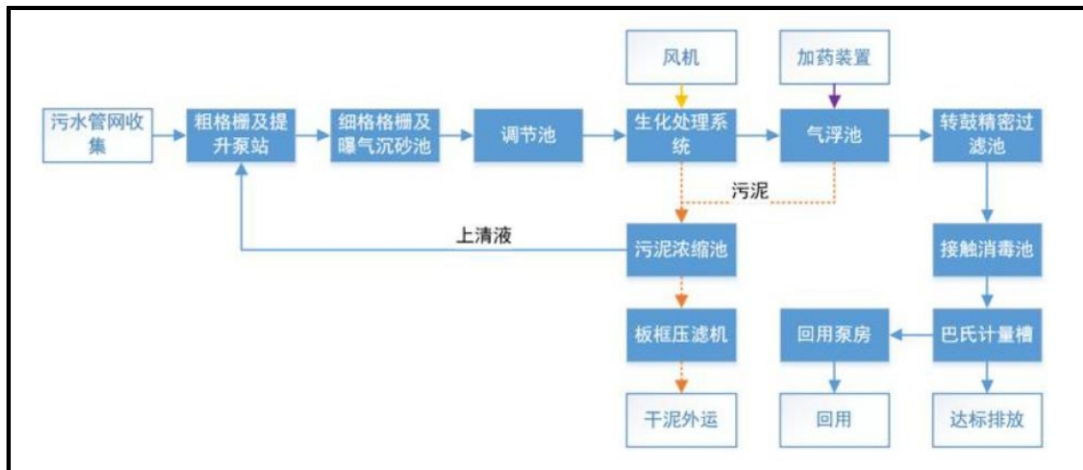 风机
加药装置
污水管网收
集
粗格栅及提
升泵站
细格格栅及
曝气沉砂池
调节池
生化处理系
统
气浮池
转鼓精密过
滤池
污泥
上清液
污泥浓缩池
接触消毒池
板框压滤机
回用泵房
巴氏计量槽
干泥外运
回用
达标排放